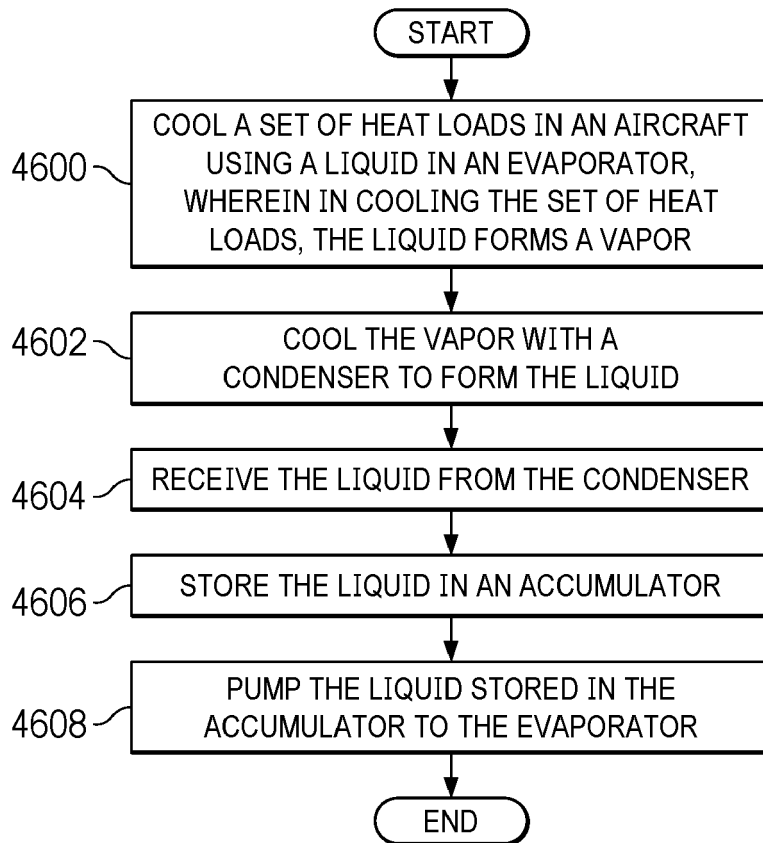 START
4600
COOL A SET OF HEAT LOADS IN AN AIRCRAFT
USING A LIQUID IN AN EVAPORATOR,
WHEREIN IN COOLING THE SET OF HEAT
LOADS, THE LIQUID FORMS A VAPOR
4602
COOL THE VAPOR WITH A
CONDENSER TO FORM THE LIQUID
4604
RECEIVE THE LIQUID FROM THE CONDENSER
4606
STORE THE LIQUID IN AN ACCUMULATOR
4608
PUMP THE LIQUID STORED IN THE
ACCUMULATOR TO THE EVAPORATOR
END